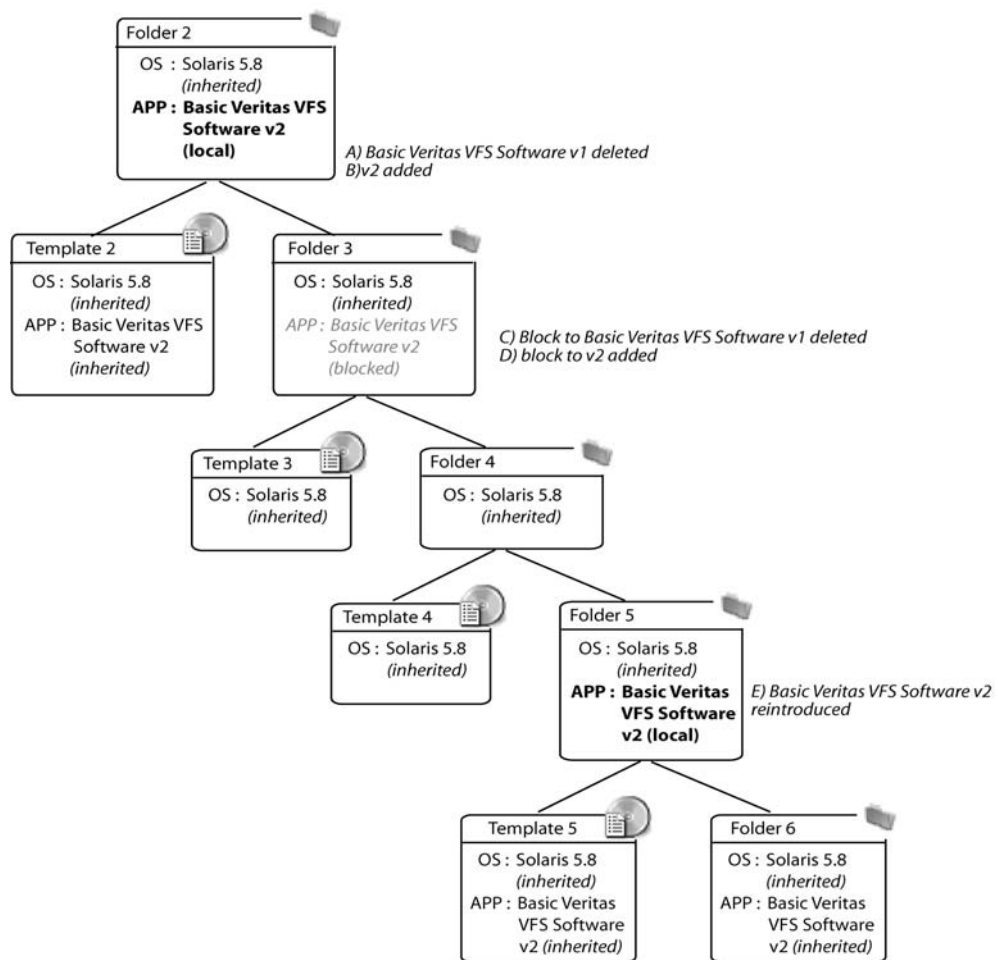 Folder 2
OS : Solaris 5.8
(inherited)
APP : Basic Veritas VFS
Software v2
(local)
A) Basic Veritas VFS Software v1 deleted
B)v2 added
Template 2
OS : Solaris 5.8
(inherited)
APP : Basic Veritas VFS
Software v2
(inherited)
Folder 3
OS : Solaris 5.8
(inherited)
APP : Basic Veritas VFS
Software v2
(blocked)
C) Block to Basic Veritas VFS Software v1 deleted
D) block to v2 added
Template 3
OS : Solaris 5.8
(inherited)
Folder 4
OS : Solaris 5.8
(inherited)
Template 4
OS : Solaris 5.8
(inherited)
Folder 5
OS : Solaris 5.8
(inherited)
APP : Basic Veritas
VFS Software
v2 (local)
E) Basic Veritas VFS Software v2
reintroduced
Template 5
OS : Solaris 5.8
(inherited)
APP : Basic Veritas
VFS Software
v2 (inherited)
Folder 6
OS : Solaris 5.8
(inherited)
APP : Basic Veritas
VFS Software
v2 (inherited)